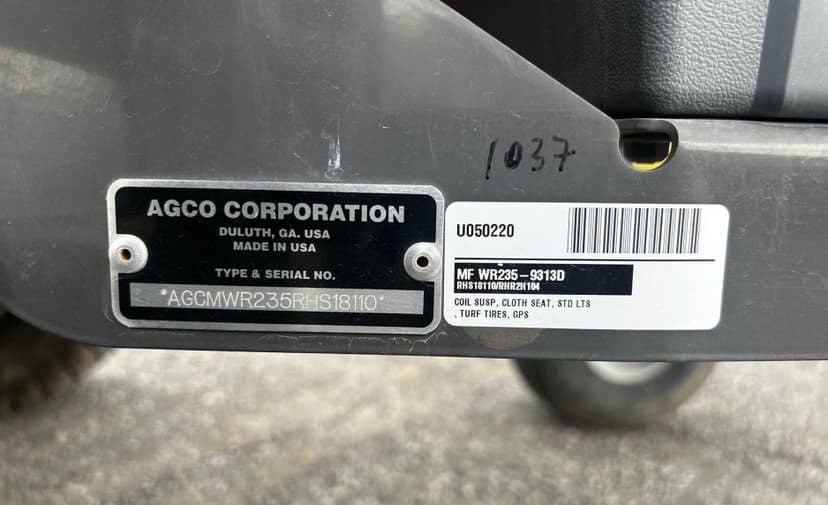 1037
AGCO CORPORATION
DULUTH, GA. USA
MADE IN USA
TYPE & SERIAL NO.
*AGCMWR235RHS18110*
U050220
MF WR235-9313D
RHS18110/RHR2H104
COIL SUSP, CLOTH SEAT, STD LTS
, TURF TIRES, GPS